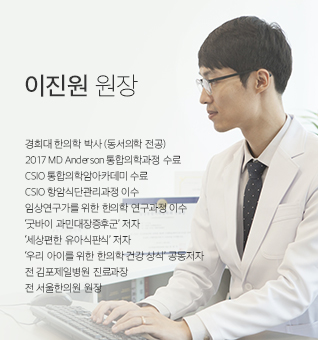 이진원 원장
경희대 한의학 박사 (동서의학 전공)
2017 MD Anderson 통합의학과정 수료
CSIO 통합의학암아카데미 수료
CSIO 항암식단관리과정 이수
임상연구가를 위한 한의학 연구과정 이수
‘굿바이 과민대장증후군’ 저자
‘세상편한 유아식판식’ 저자
‘우리 아이를 위한 한의학 건강 상식’ 공동저자
전 김포제일병원 진료과장
전 서울한의원 원장